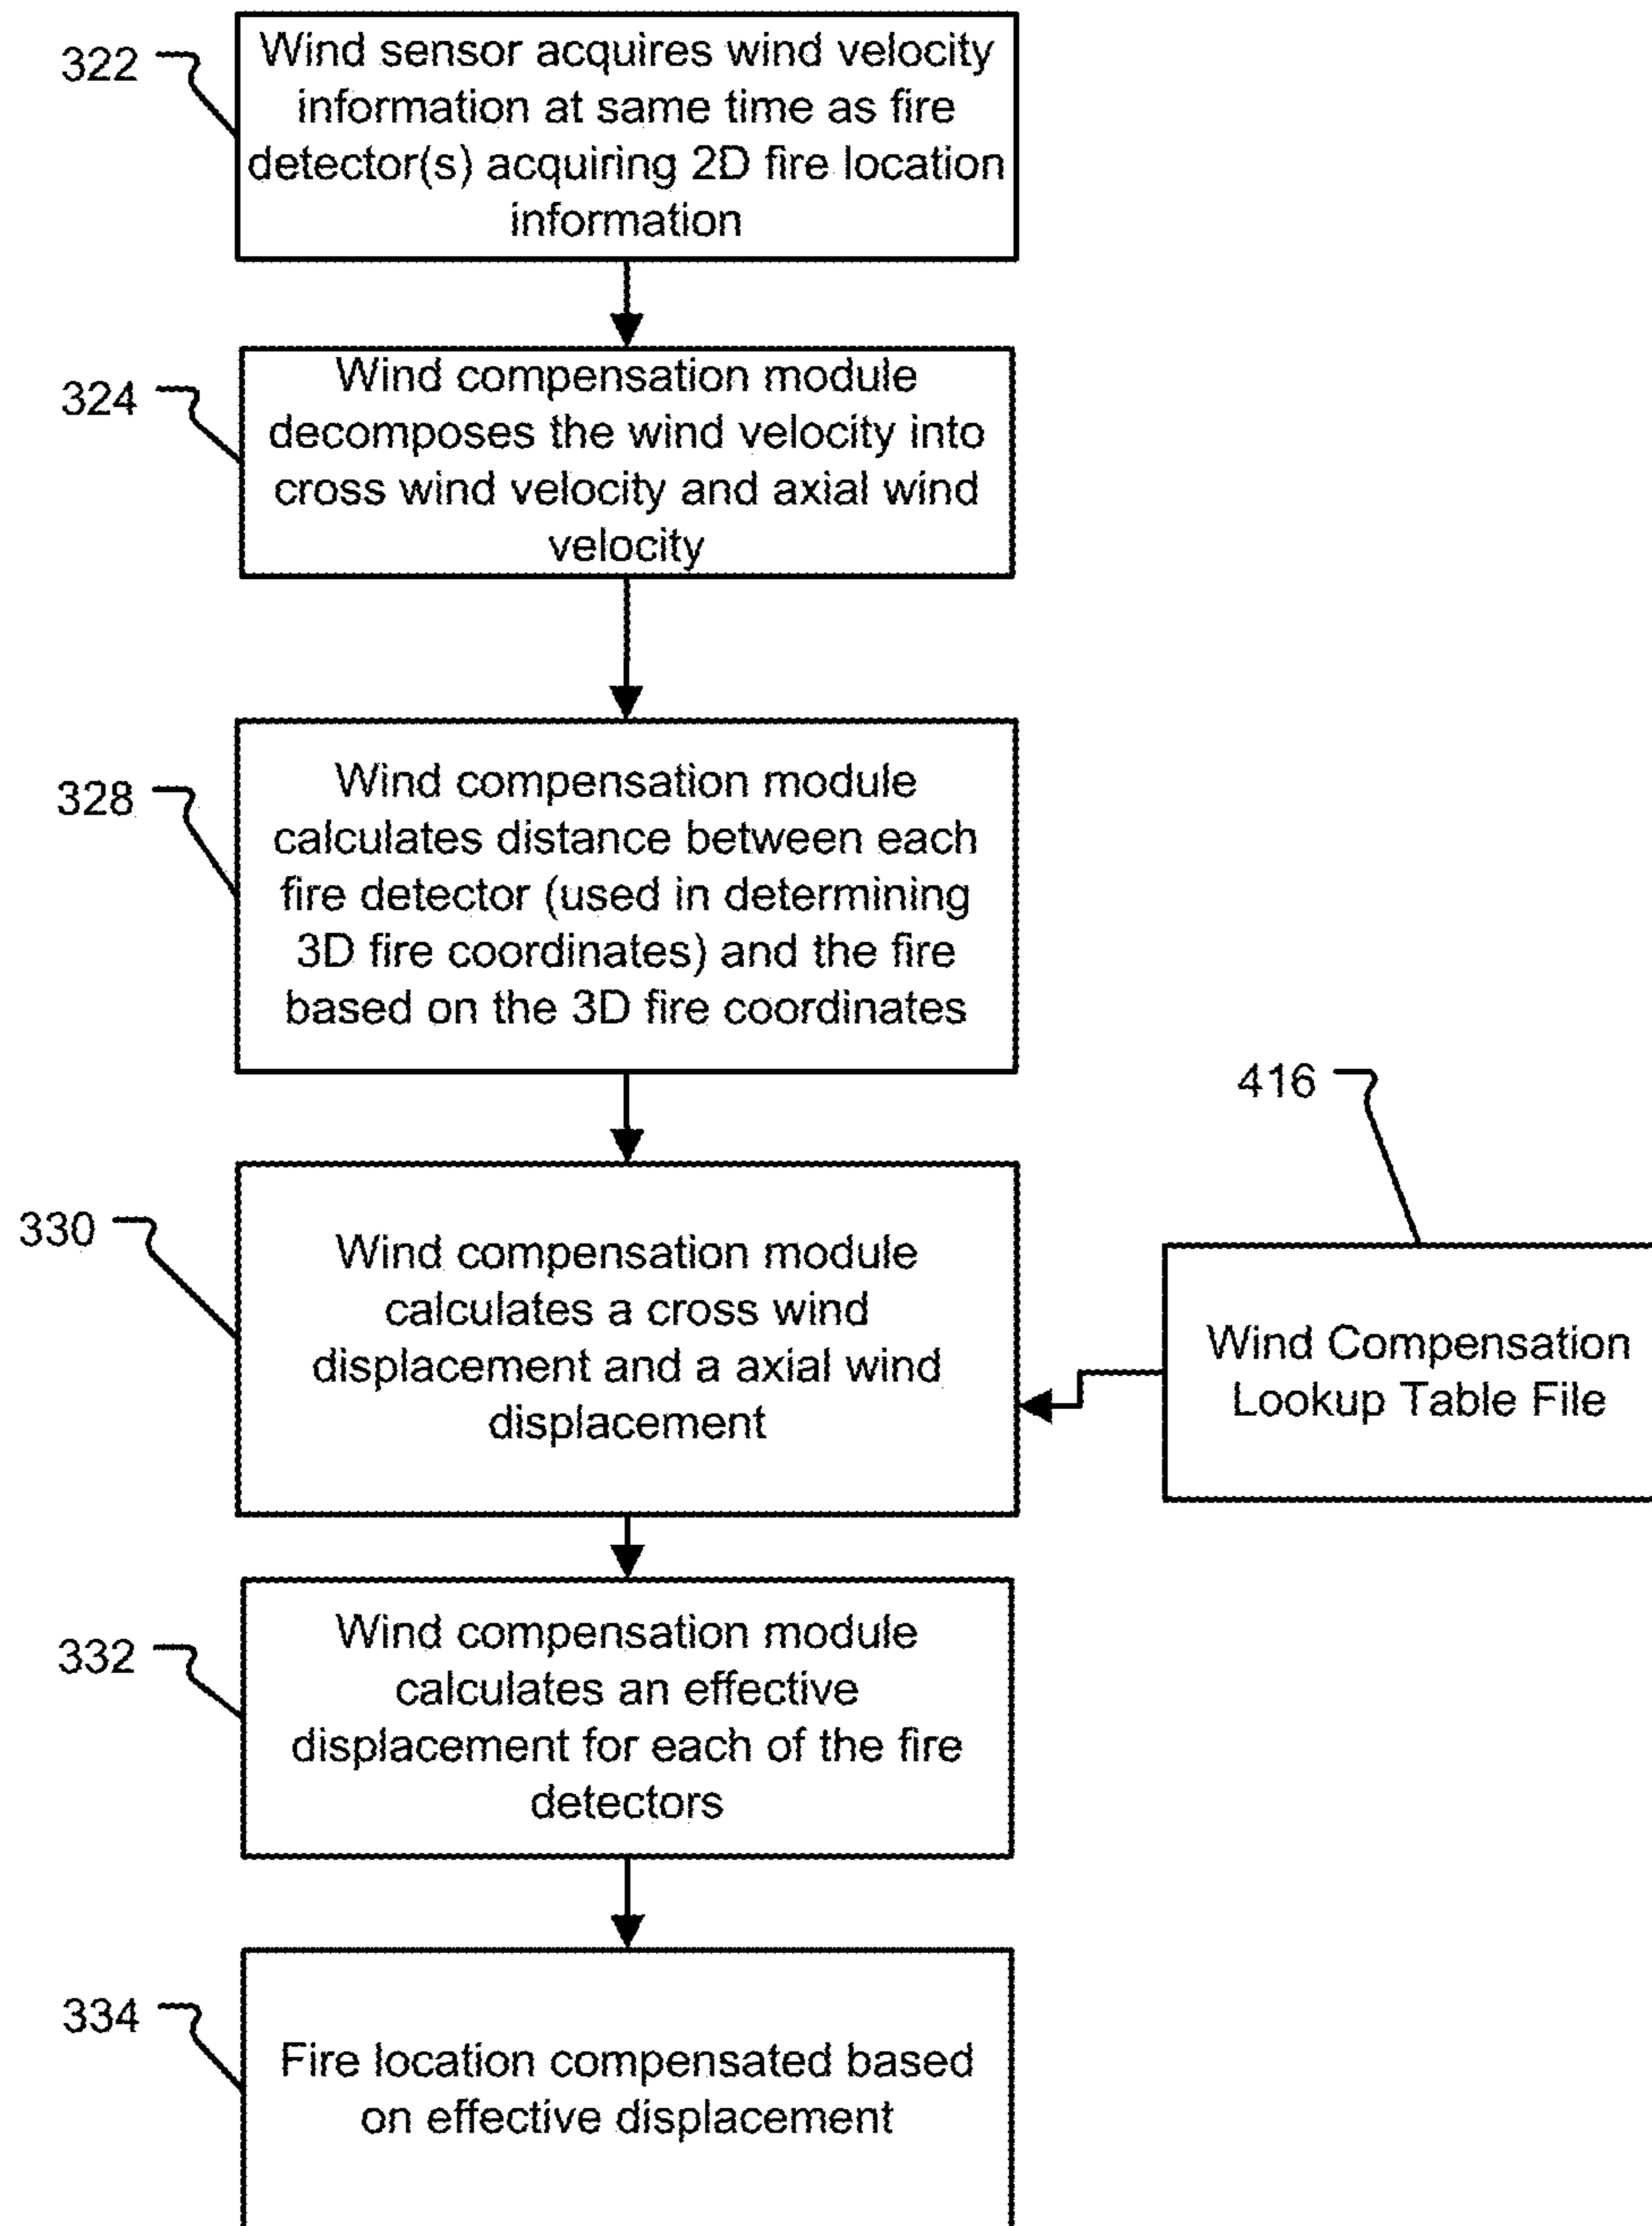 322
Wind sensor acquires wind velocity
information at same time as fire
detector(s) acquiring 2D fire location
information
324
Wind compensation module
decomposes the wind velocity into
cross wind velocity and axial wind
velocity
328
Wind compensation module
calculates distance between each
fire detector (used in determining
3D fire coordinates) and the fire
based on the 3D fire coordinates
416
330
Wind compensation module
calculates a cross wind
displacement and a axial wind
displacement
Wind Compensation
Lookup Table File
332
Wind compensation module
calculates an effective
displacement for each of the fire
detectors
334
Fire location compensated based
on effective displacement